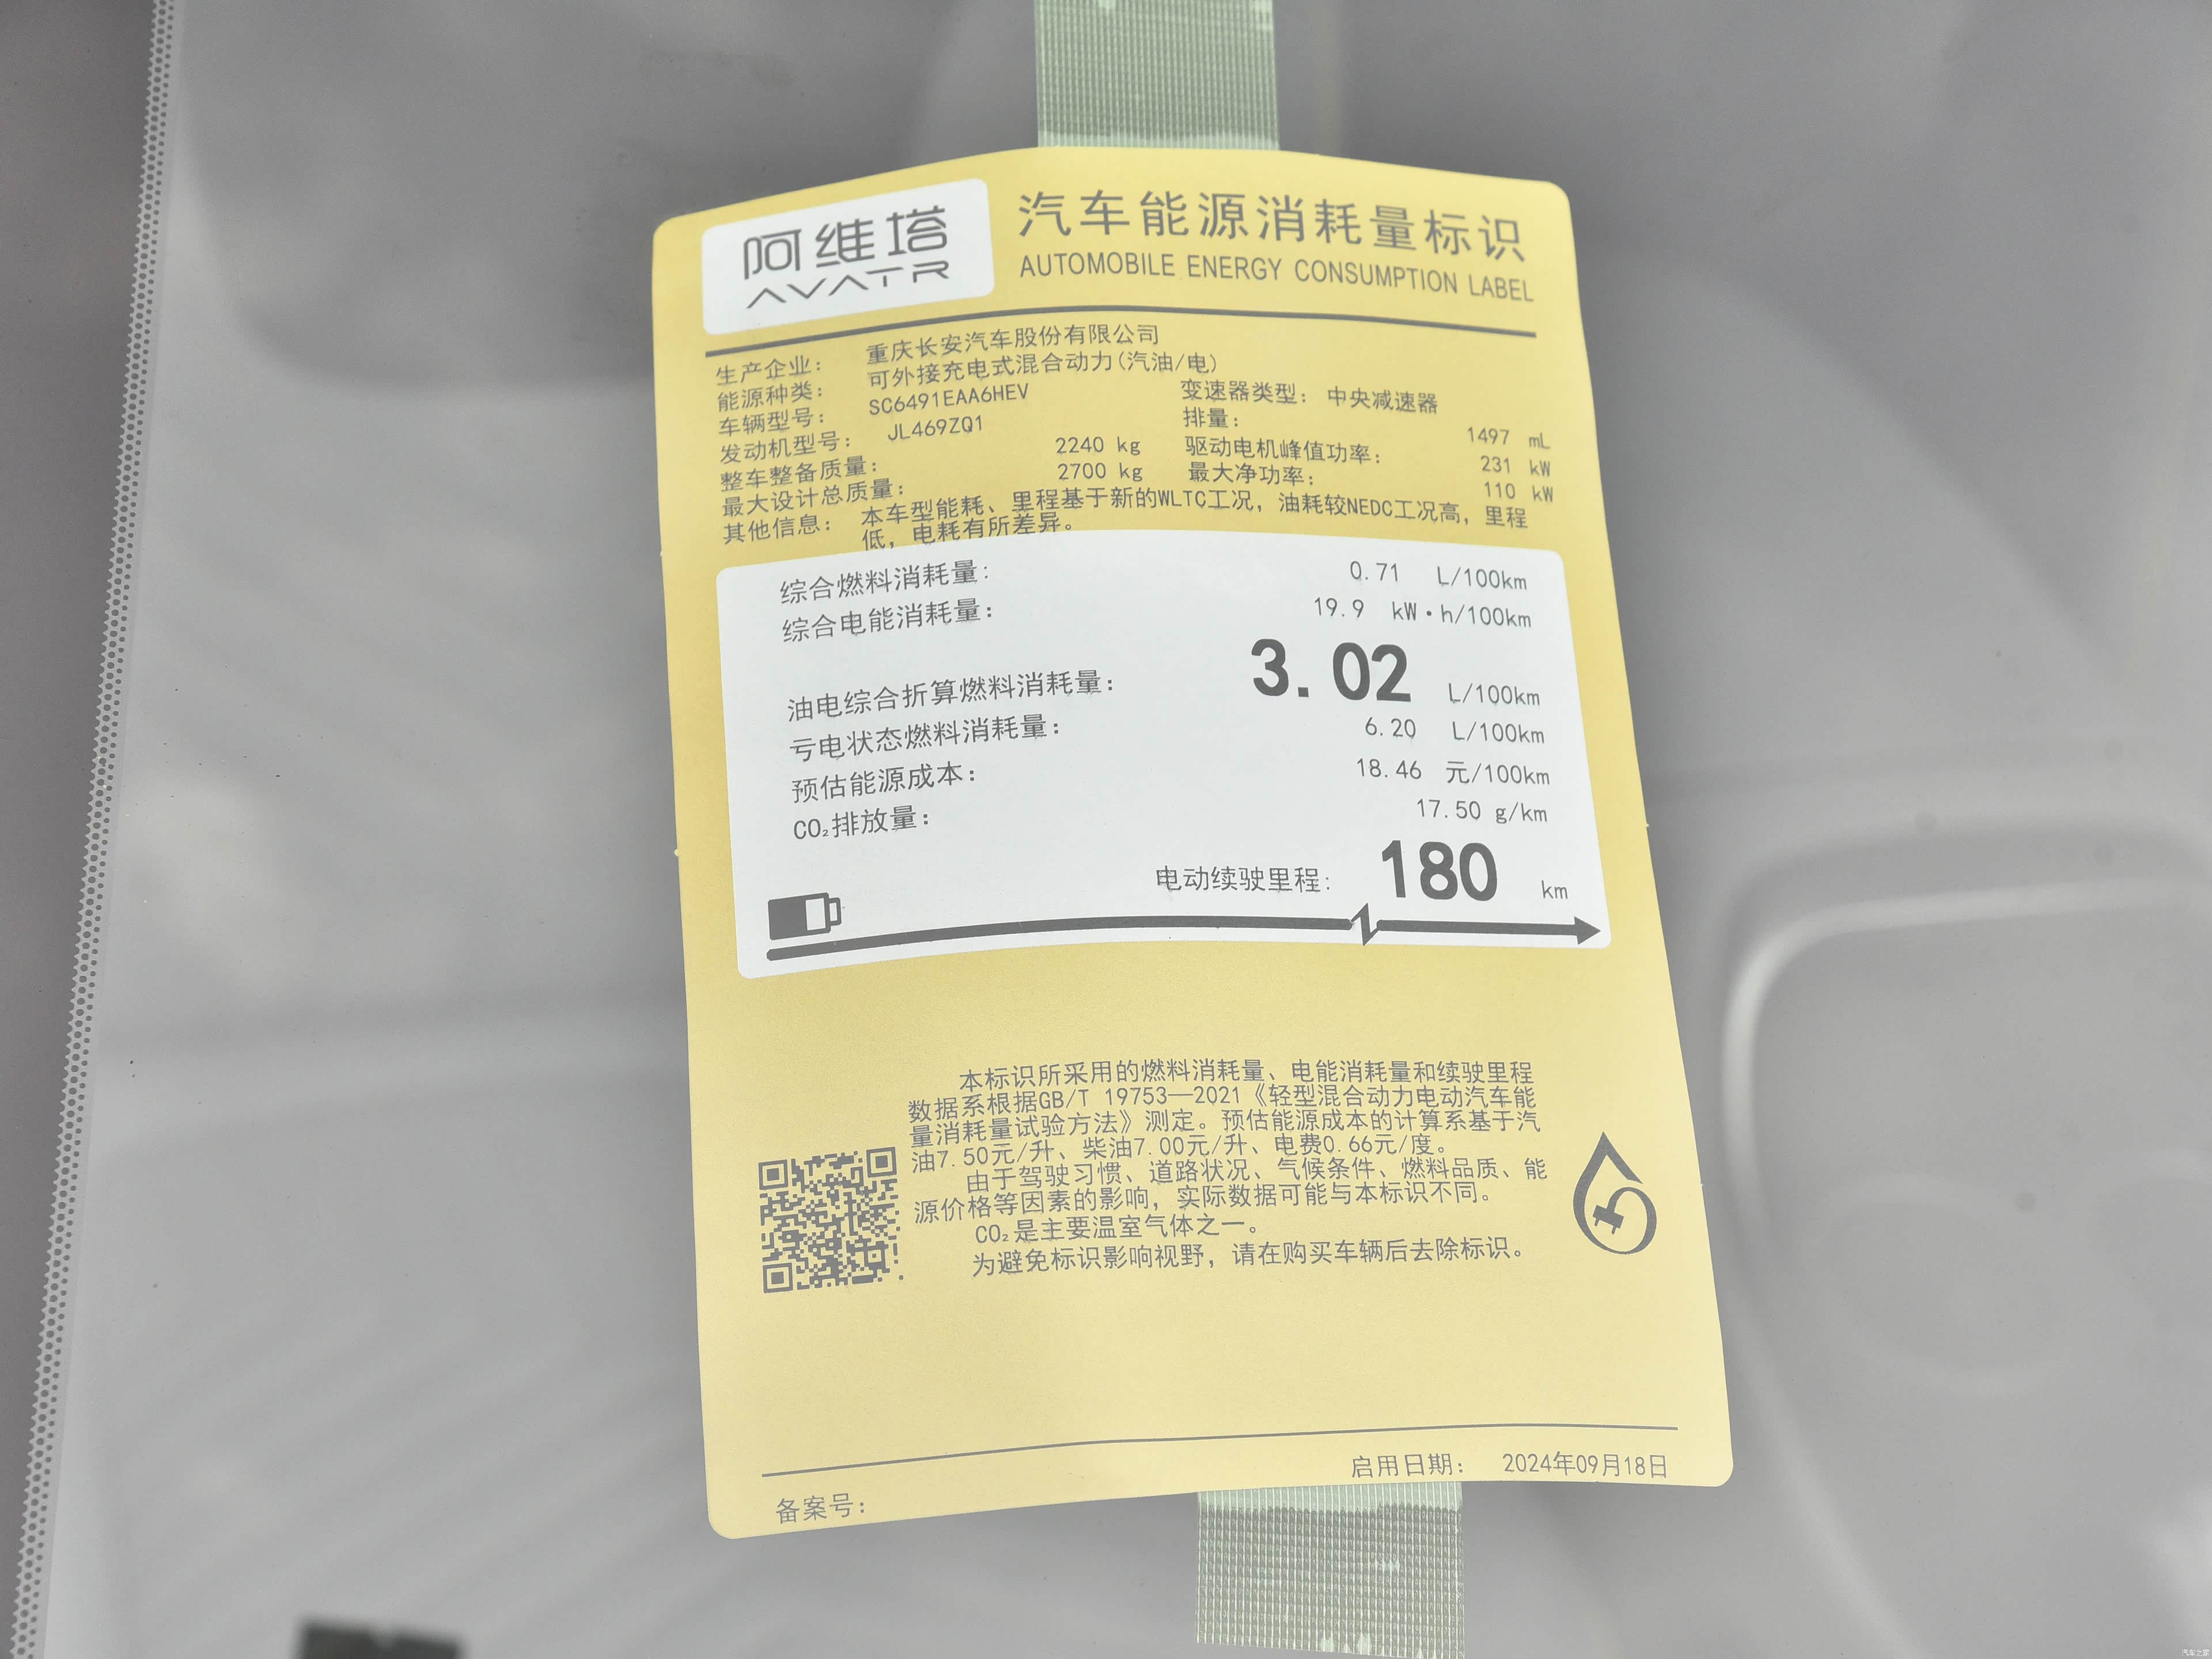 阿维塔
AVATR
汽车能源消耗量标识
AUTOMOBILE ENERGY CONSUMPTION LABEL
生产企业： 重庆长安汽车股份有限公司
能源种类： 可外接充电式混合动力(汽油/电)
车辆型号： SC6491EAA6HEV 变速器类型： 中央减速器
发动机型号： JL469ZQ1 排量： 1497 mL
整车整备质量： 2240 kg 驱动电机峰值功率： 231 kW
最大设计总质量： 2700 kg 最大净功率： 110 kW
其他信息： 本车型能耗、里程基于新的WLTC工况，油耗较NEDC工况高，里程
低，电耗有所差异。
综合燃料消耗量： 0.71 L/100km
综合电能消耗量： 19.9 kW·h/100km
油电综合折算燃料消耗量： 3.02 L/100km
亏电状态燃料消耗量： 6.20 L/100km
预估能源成本： 18.46 元/100km
CO₂排放量： 17.50 g/km
电动续驶里程： 180 km
本标识所采用的燃料消耗量、电能消耗量和续驶里程
数据系根据GB/T 19753—2021《轻型混合动力电动汽车能
量消耗量试验方法》测定。预估能源成本的计算系基于汽
油7.50元/升、柴油7.00元/升、电费0.66元/度。
由于驾驶习惯、道路状况、气候条件、燃料品质、能
源价格等因素的影响，实际数据可能与本标识不同。
CO₂是主要温室气体之一。
为避免标识影响视野，请在购买车辆后去除标识。
启用日期： 2024年09月18日
备案号：
汽车之家